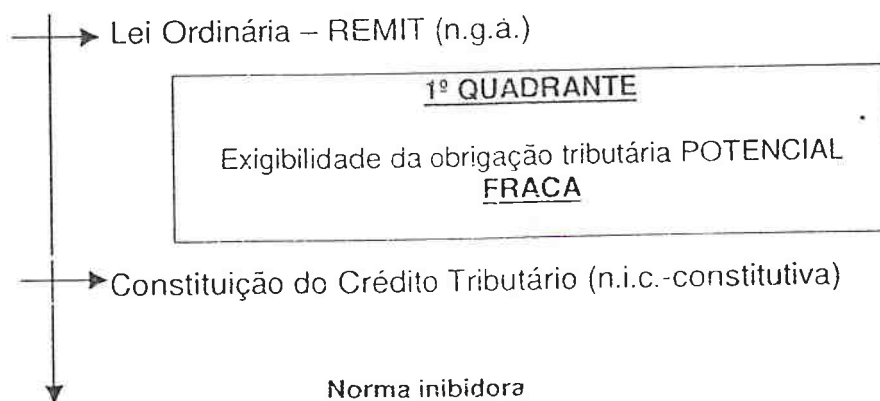 Lei Ordinária – REMIT (n.g.a.)
1º QUADRANTE
Exigibilidade da obrigação tributária POTENCIAL
FRACA
Constituição do Crédito Tributário (n.i.c.-constitutiva)
Norma inibidora